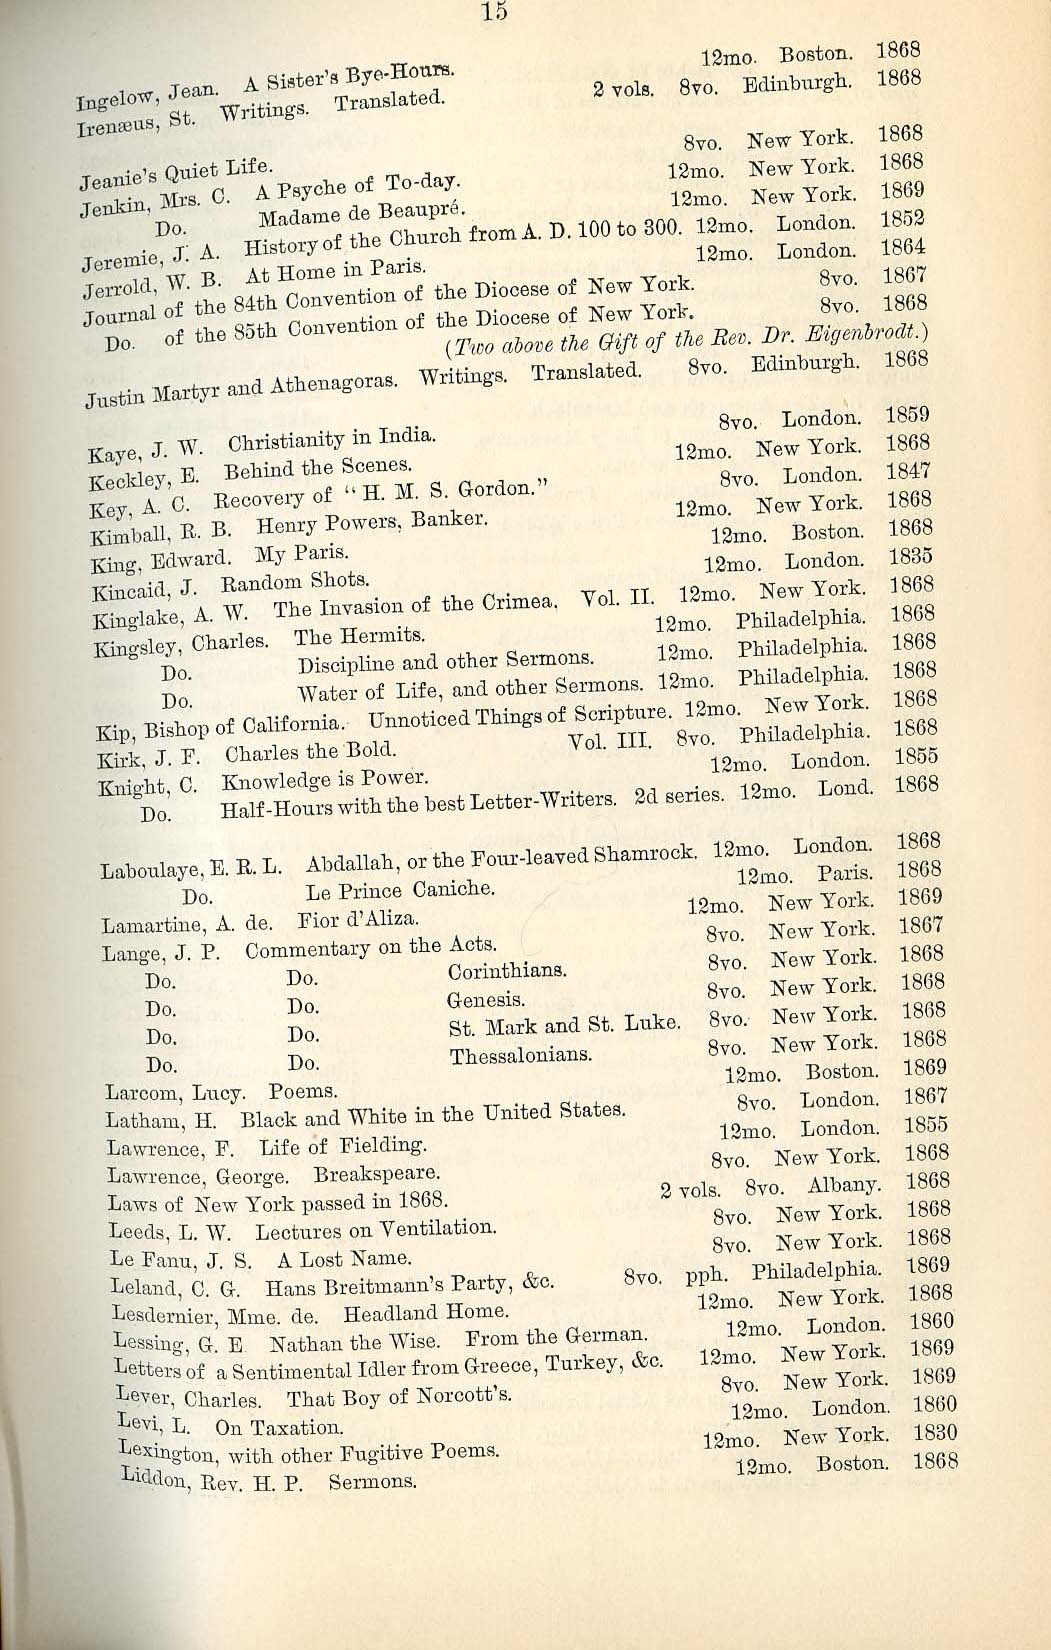 15
Ingelow, Jean. A Sister's Bye-Hours. 12mo. Boston. 1868
Irenæus, St. Writings. Translated. 2 vols. 8vo. Edinburgh. 1868
Jeanie's Quiet Life. 8vo. New York. 1868
Jenkin, Mrs. C. A Psyche of To-day. 12mo. New York. 1868
Do. Madame de Beaupré. 12mo. New York. 1869
Jeremie, J. A. History of the Church from A. D. 100 to 300. 12mo. London. 1852
Jerrold, W. B. At Home in Paris. 12mo. London. 1864
Journal of the 84th Convention of the Diocese of New York. 8vo. 1867
Do. of the 85th Convention of the Diocese of New York. 8vo. 1868
(Two above the Gift of the Rev. Dr. Eigenbrodt.)
Justin Martyr and Athenagoras. Writings. Translated. 8vo. Edinburgh. 1868
Kaye, J. W. Christianity in India. 8vo. London. 1859
Keckley, E. Behind the Scenes. 12mo. New York. 1868
Key, A. C. Recovery of "H. M. S. Gordon." 8vo. London. 1847
Kimball, R. B. Henry Powers, Banker. 12mo. New York. 1868
King, Edward. My Paris. 12mo. Boston. 1868
Kincaid, J. Random Shots. 12mo. London. 1835
Kinglake, A. W. The Invasion of the Crimea. Vol. II. 12mo. New York. 1868
Kingsley, Charles. The Hermits. 12mo. Philadelphia. 1868
Do. Discipline and other Sermons. 12mo. Philadelphia. 1868
Do. Water of Life, and other Sermons. 12mo. Philadelphia. 1868
Kip, Bishop of California. Unnoticed Things of Scripture. 12mo. New York. 1868
Kirk, J. F. Charles the Bold. Vol. III. 8vo. Philadelphia. 1868
Knight, C. Knowledge is Power. 12mo. London. 1855
Do. Half-Hours with the best Letter-Writers. 2d series. 12mo. Lond. 1868
Laboulaye, E. R. L. Abdallah, or the Four-leaved Shamrock. 12mo. London. 1868
Do. Le Prince Caniche. 12mo. Paris. 1868
Lamartine, A. de. Fior d'Aliza. 12mo. New York. 1869
Lange, J. P. Commentary on the Acts. 8vo. New York. 1867
Do. Do. Corinthians. 8vo. New York. 1868
Do. Do. Genesis. 8vo. New York. 1868
Do. Do. St. Mark and St. Luke. 8vo. New York. 1868
Do. Do. Thessalonians. 8vo. New York. 1868
Larcom, Lucy. Poems. 12mo. Boston. 1869
Latham, H. Black and White in the United States. 8vo. London. 1867
Lawrence, F. Life of Fielding. 12mo. London. 1855
Lawrence, George. Breakspeare. 8vo. New York. 1868
Laws of New York passed in 1868. 2 vols. 8vo. Albany. 1868
Leeds, L. W. Lectures on Ventilation. 8vo. New York. 1868
Le Fanu, J. S. A Lost Name. 8vo. New York. 1868
Leland, C. G. Hans Breitmann's Party, &c. 8vo. pph. Philadelphia. 1869
Lesdernier, Mme. de. Headland Home. 12mo. New York. 1868
Lessing, G. E Nathan the Wise. From the German. 12mo. London. 1860
Letters of a Sentimental Idler from Greece, Turkey, &c. 12mo. New York. 1869
Lever, Charles. That Boy of Norcott's. 8vo. New York. 1869
Levi, L. On Taxation. 12mo. London. 1860
Lexington, with other Fugitive Poems. 12mo. New York. 1830
Liddon, Rev. H. P. Sermons. 12mo. Boston. 1868